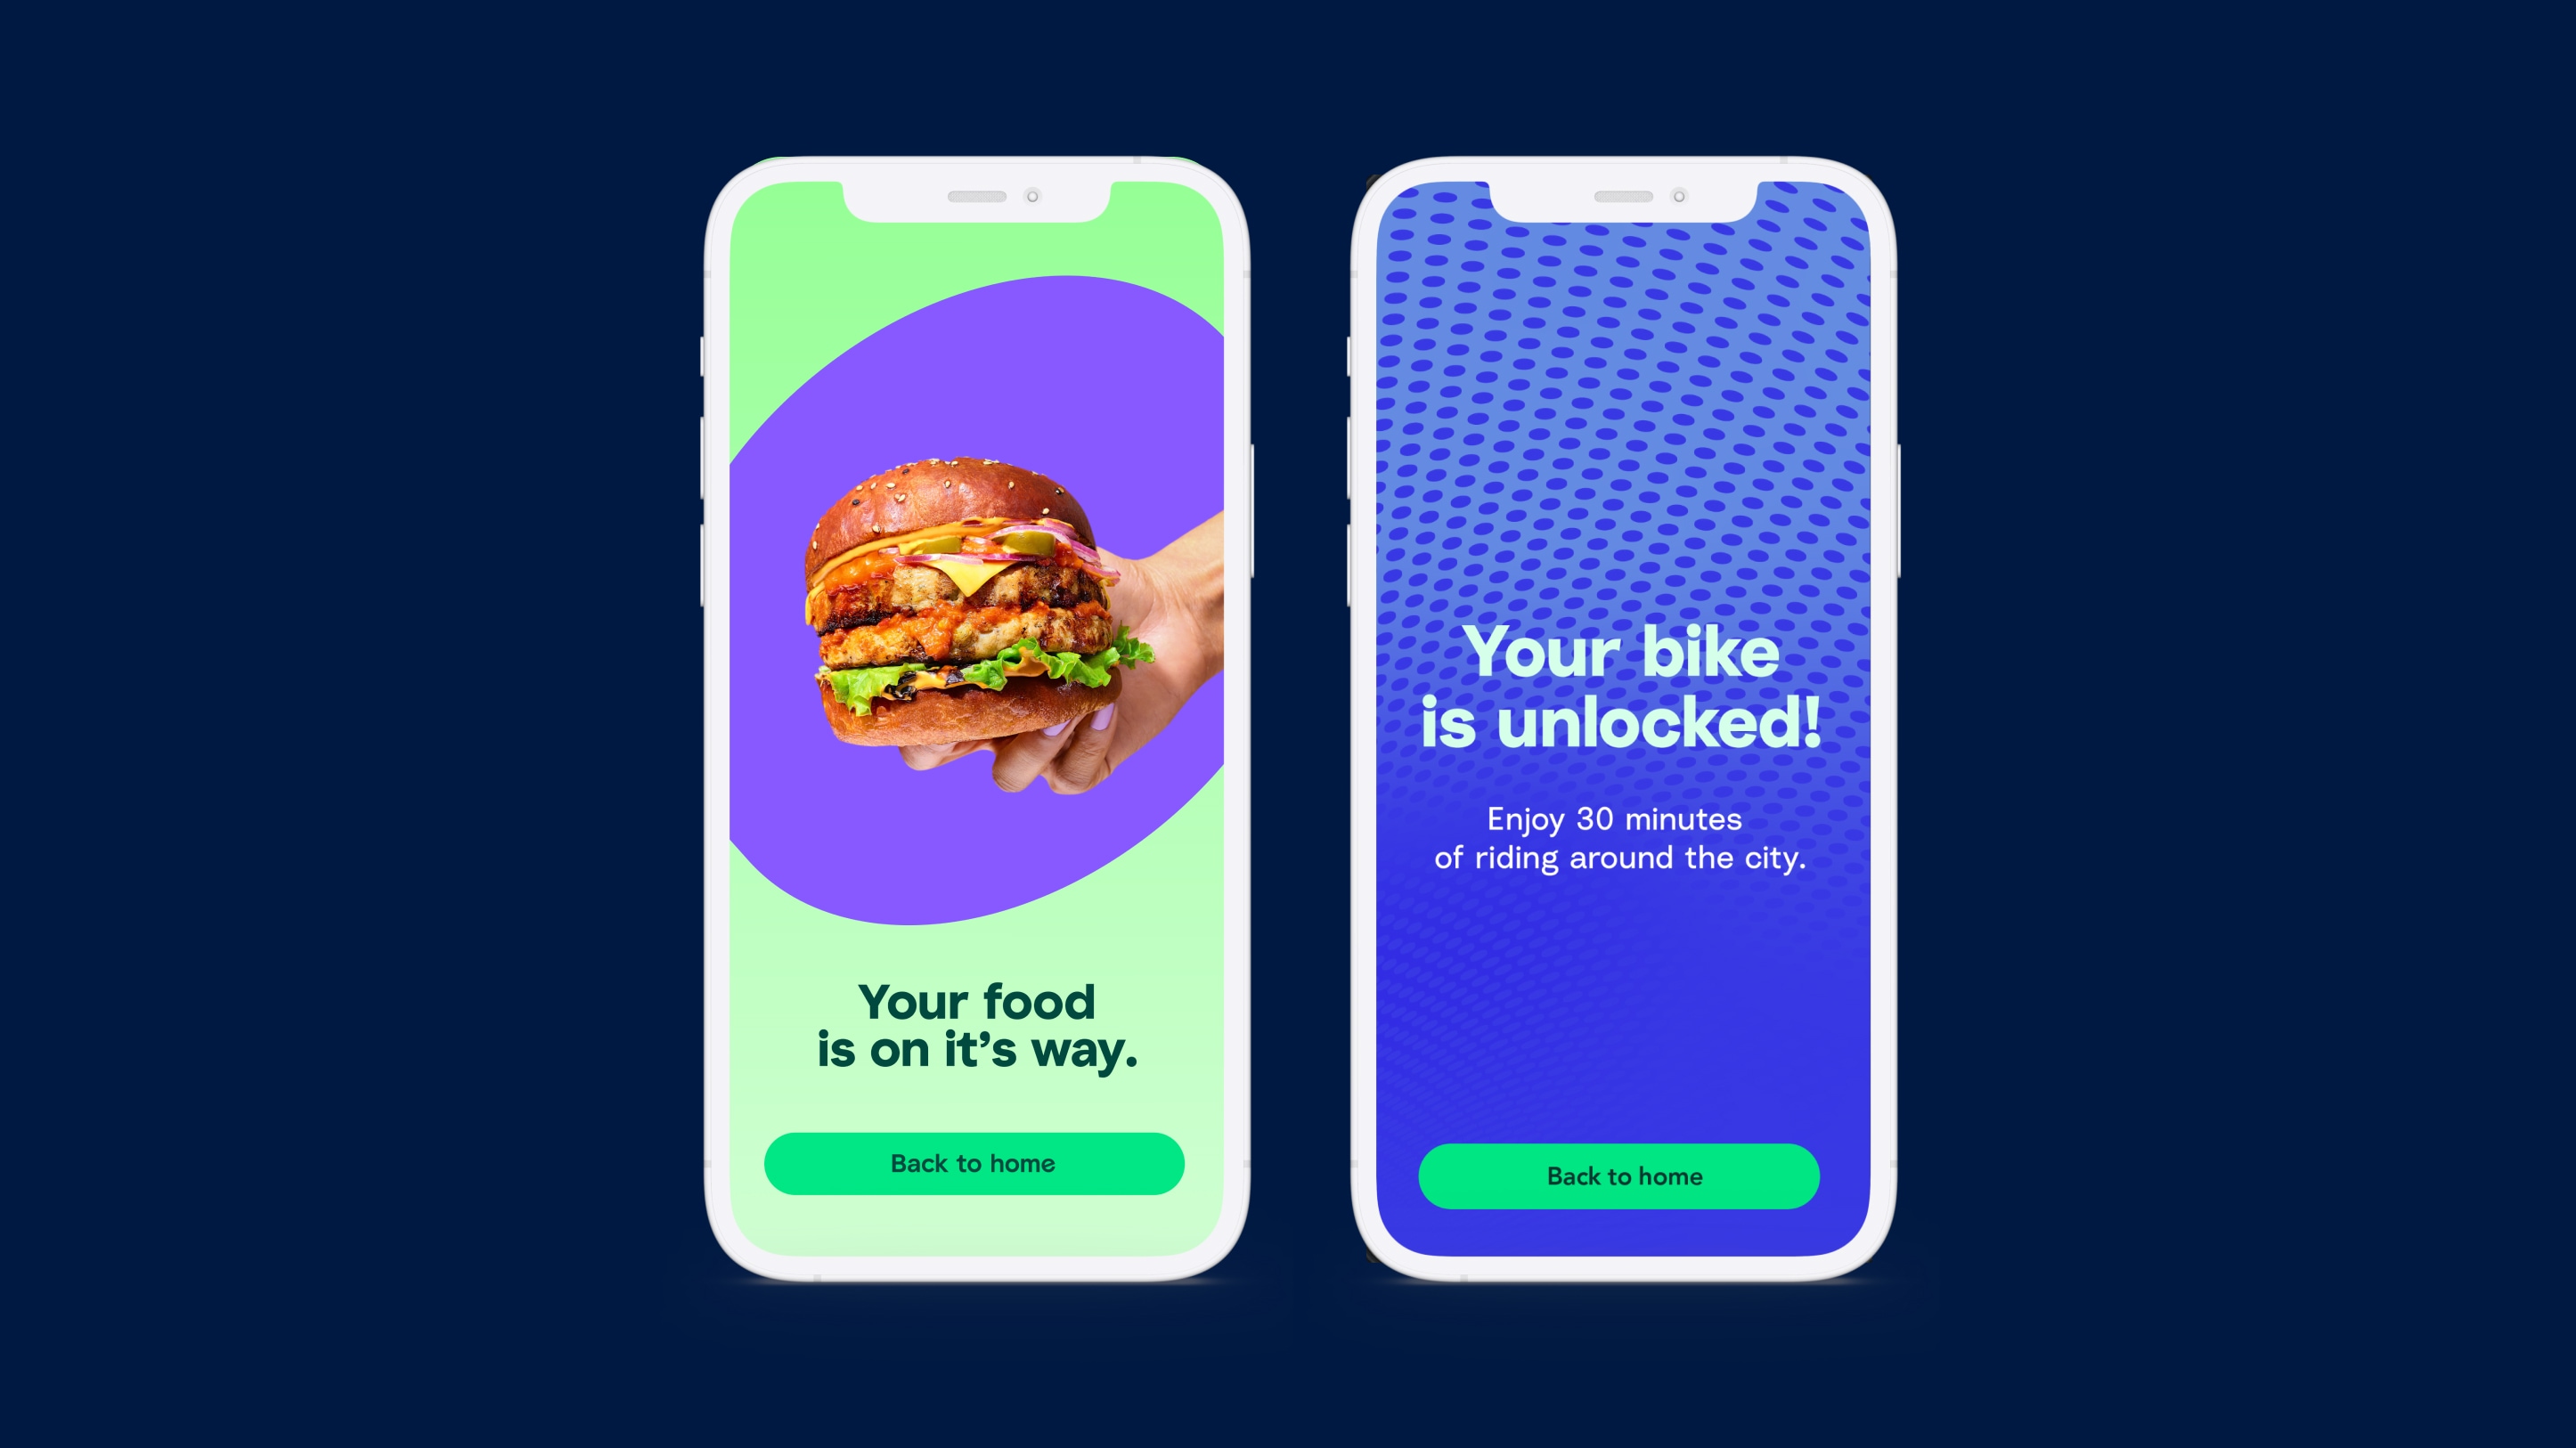 Your food
is on it’s way.
Back to home
Your bike
is unlocked!
Enjoy 30 minutes
of riding around the city.
Back to home